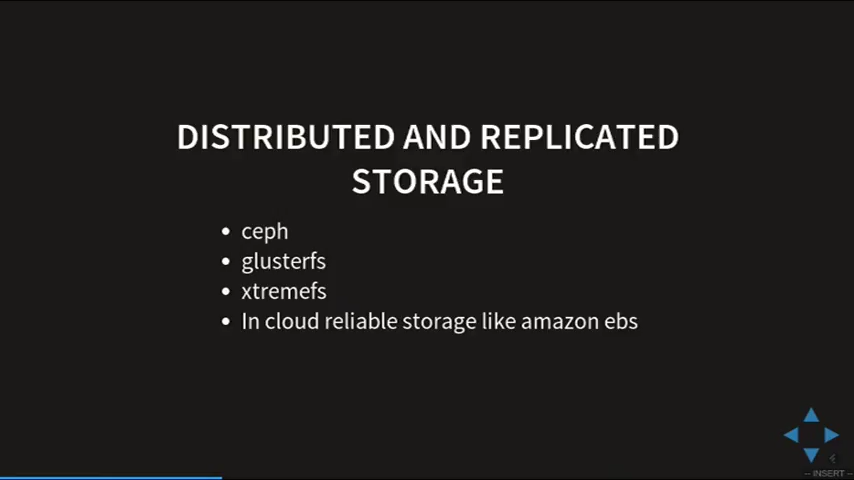 DISTRIBUTED AND REPLICATED
STORAGE
ceph
glusterfs
xtremefs
In cloud reliable storage like amazon ebs
-- INSERT --